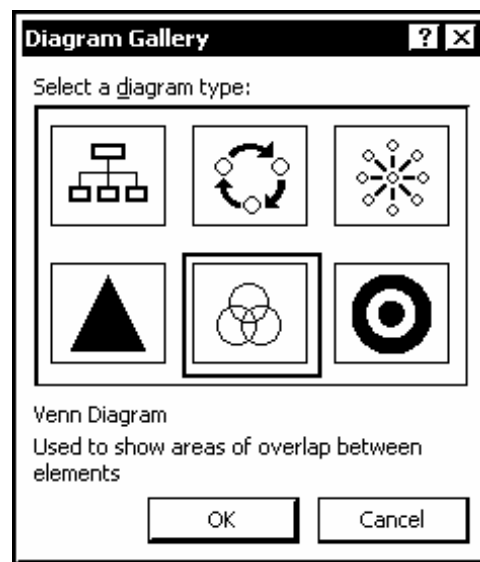 Diagram Gallery ? X
Select a diagram type:
Venn Diagram
Used to show areas of overlap between
elements
OK Cancel